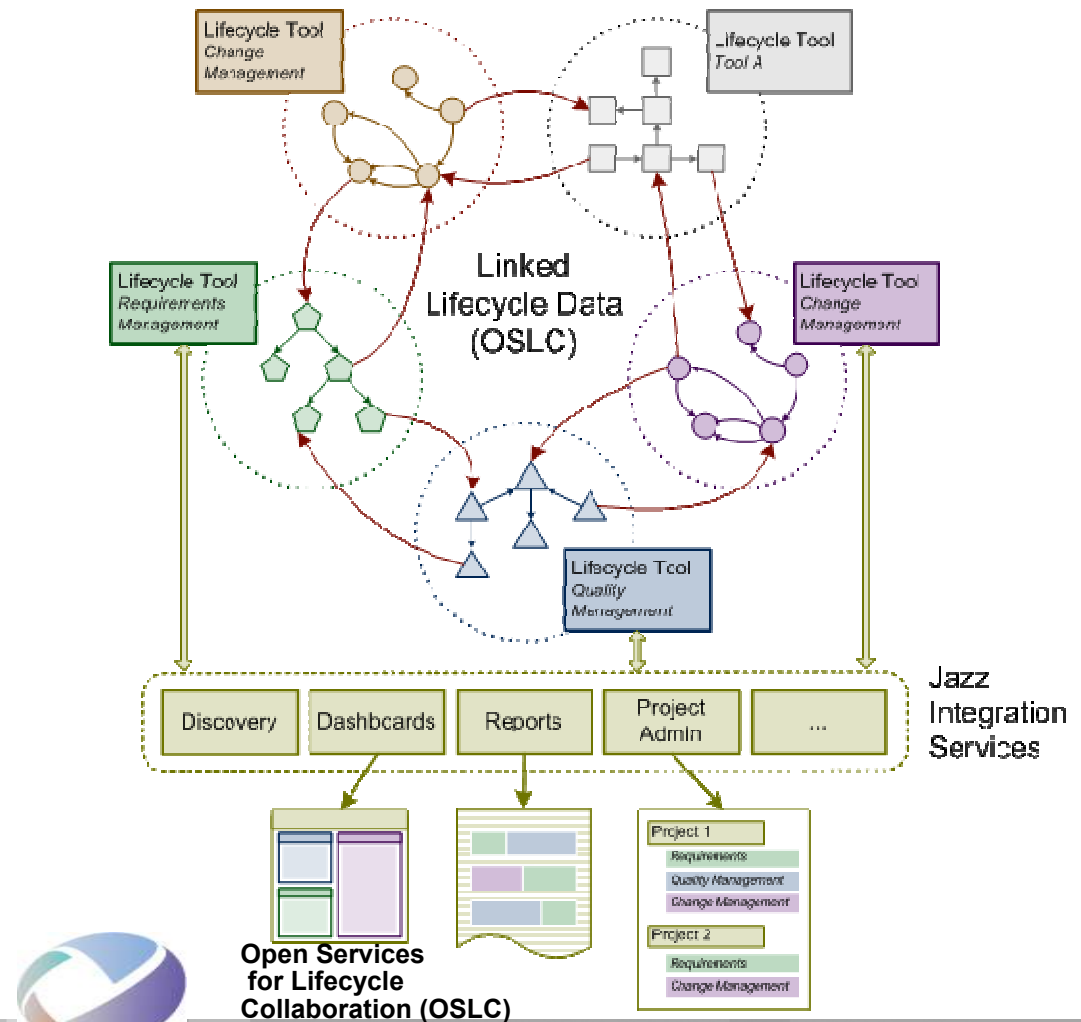 Lifecycle Tool
Change
Management
Lifecycle Tool
Tool A
Linked
Lifecycle Data
(OSLC)
Lifecycle Tool
Requirements
Management
Lifecycle Tool
Change
Management
Lifecycle Tool
Quality
Management
Discovery
Dashboards
Reports
Project
Admin
...
Jazz
Integration
Services
Project 1
Requirements
Quality Management
Change Management
Project 2
Requirements
Change Management
Open Services
for Lifecycle
Collaboration (OSLC)